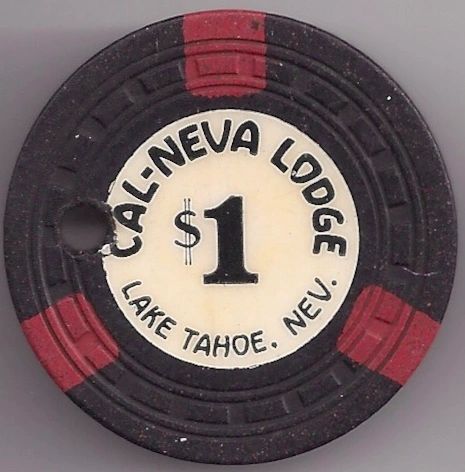 CAL-NEVA LODGE
$1
LAKE TAHOE, NEV.